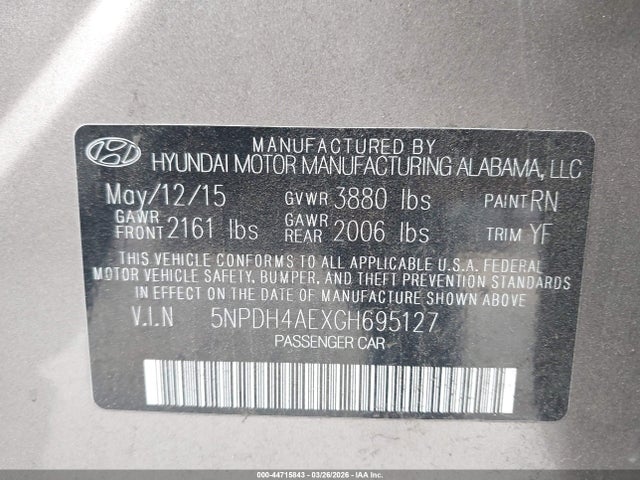 MANUFACTURED BY
HYUNDAI MOTOR MANUFACTURING ALABAMA, LLC
May/12/15 GVWR 3880 lbs PAINT RN
GAWR FRONT 2161 lbs GAWR REAR 2006 lbs TRIM YF
THIS VEHICLE CONFORMS TO ALL APPLICABLE U.S.A. FEDERAL
MOTOR VEHICLE SAFETY, BUMPER, AND THEFT PREVENTION STANDARDS
IN EFFECT ON THE DATE OF MANUFACTURE SHOWN ABOVE.
V.I.N 5NPDH4AEXGH695127
PASSENGER CAR
000-44715843 | 03/26/2026 | IAA Inc.